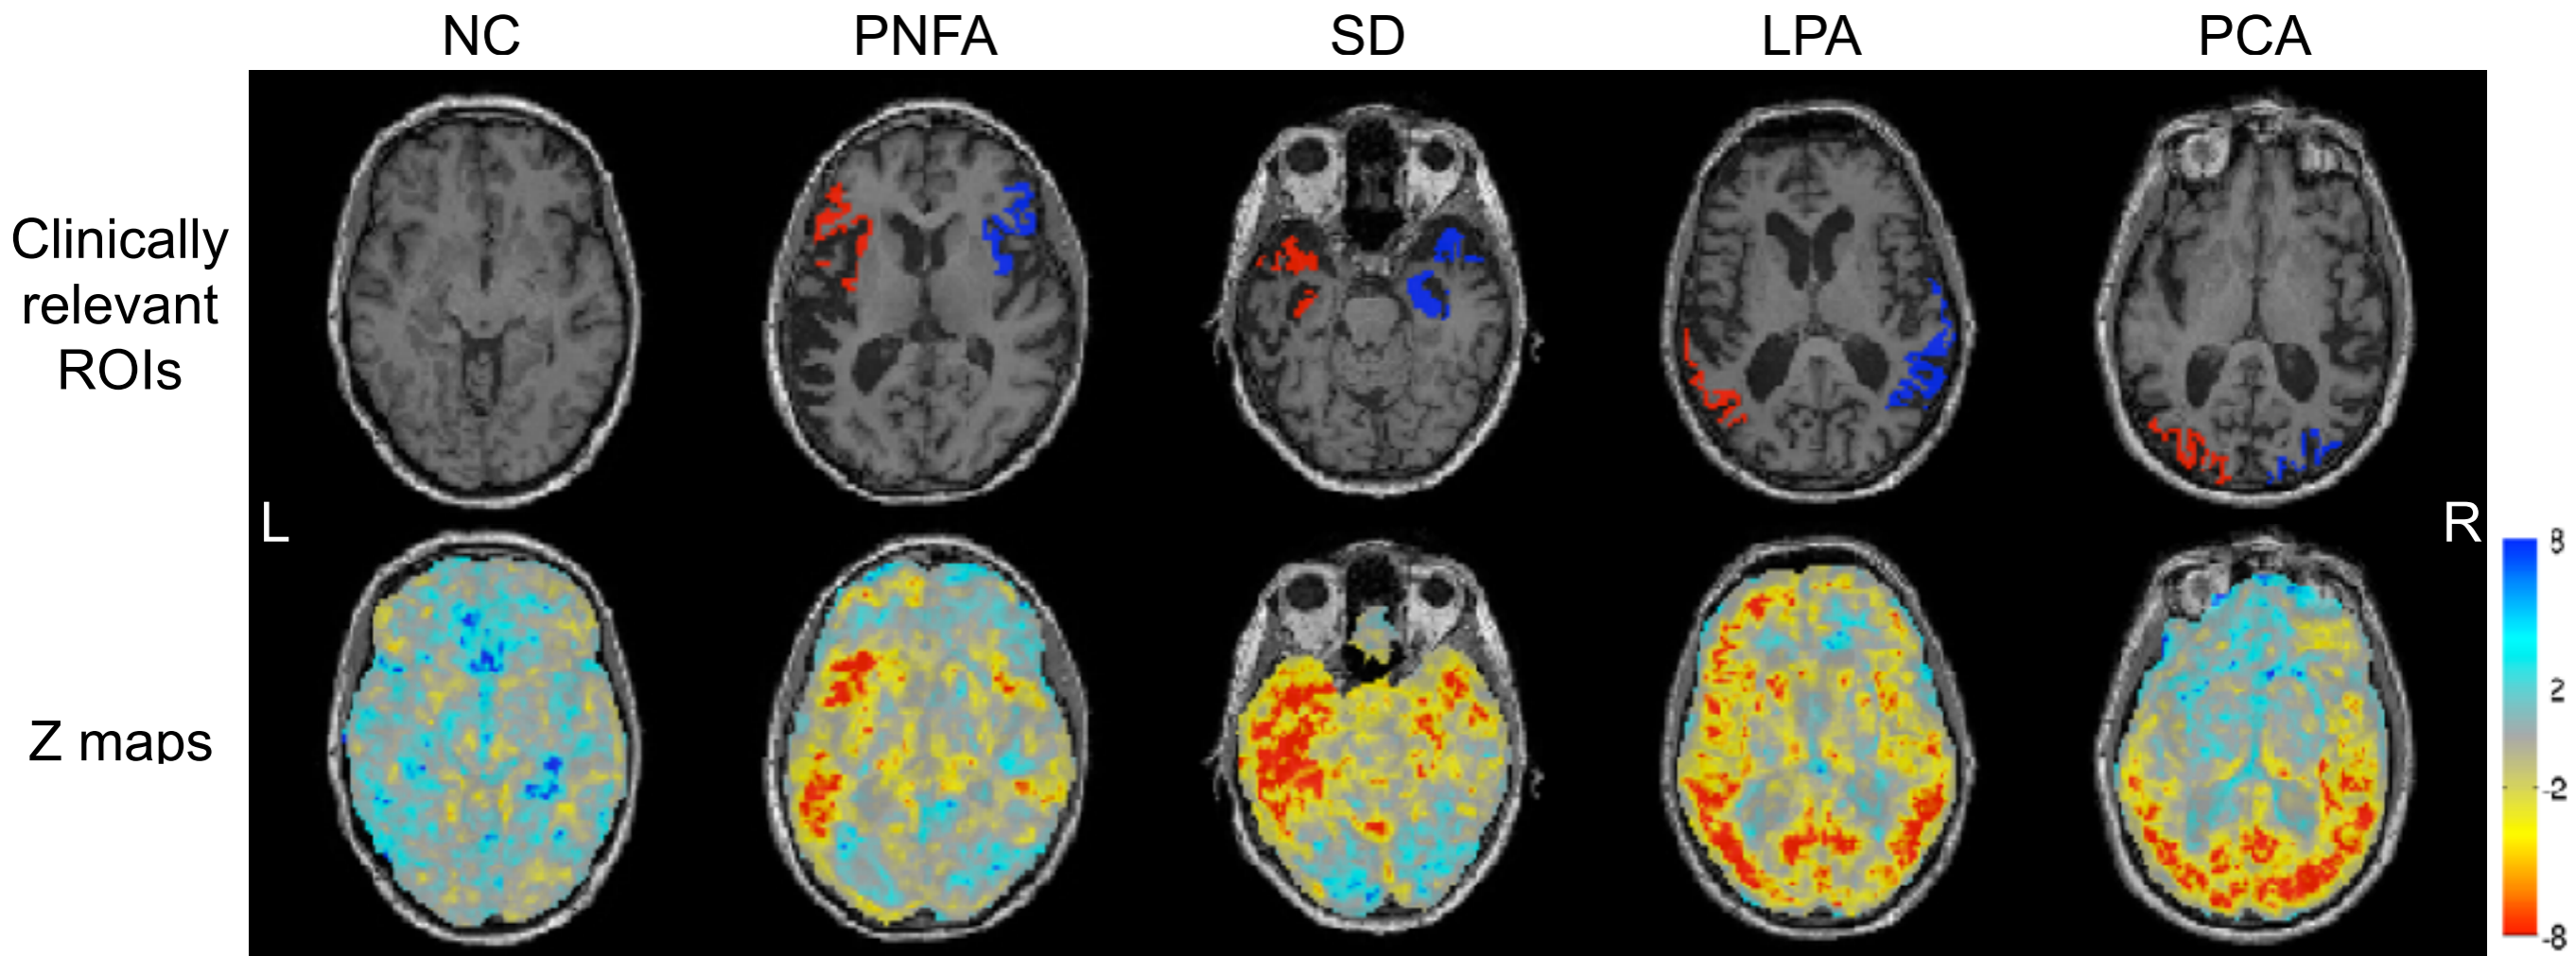 NC PNFA SD LPA PCA
Clinically
relevant
ROIs
L R
8
2
Z maps
-2
-8